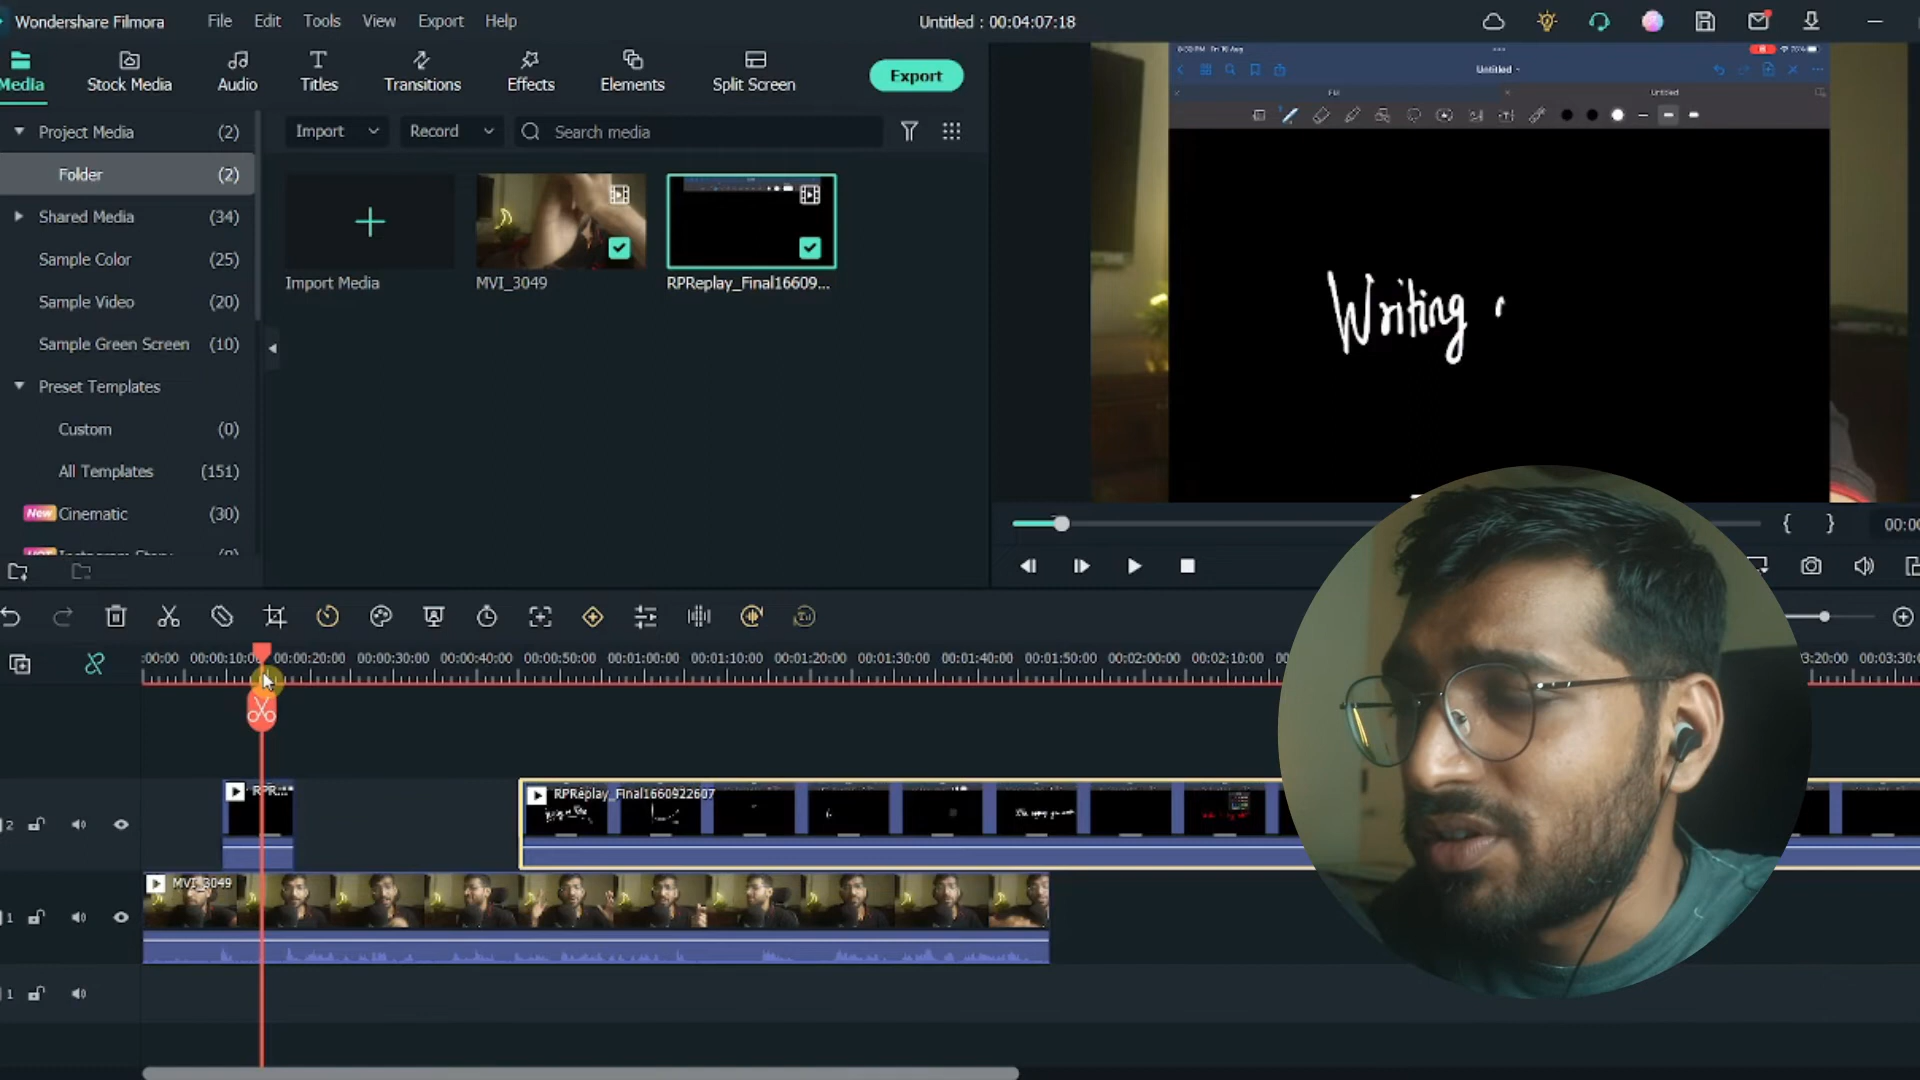 Wondershare Filmora File Edit Tools View Export Help Untitled : 00:04:07:18
Media Stock Media Audio Titles Transitions Effects Elements Split Screen Export
Project Media (2)
Folder (2)
Shared Media (34)
Sample Color (25)
Sample Video (20)
Sample Green Screen (10)
Preset Templates
Custom (0)
All Templates (151)
New Cinematic (30)
Import Record Search media
Import Media MVI_3049 RPReplay_Final16609...
Untitled
Untitled
Writing
00:00:10:00 00:00:20:00 00:00:30:00 00:00:40:00 00:00:50:00 00:01:00:00 00:01:10:00 00:01:20:00 00:01:30:00 00:01:40:00 00:01:50:00 00:02:00:00 00:02:10:00
2 RPR... RPReplay_Final1660922607
1 MVI_3049
1